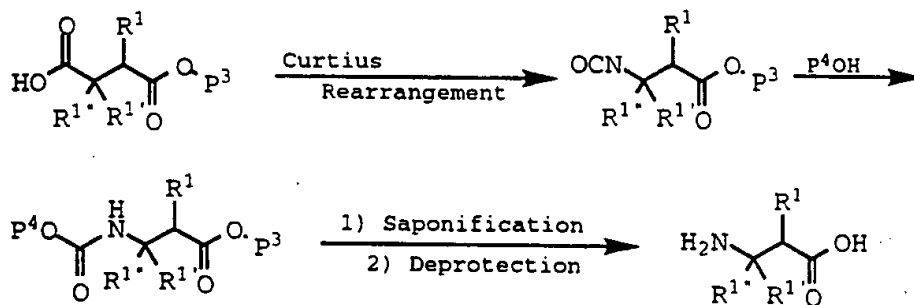 O R¹
HO O P³ Curtius Rearrangement OCN R¹ O P³ P⁴OH
R¹" R¹' O R¹" R¹' O
P⁴O H N R¹ O P³ 1) Saponification H₂N R¹ OH
O R¹" R¹' O 2) Deprotection R¹" R¹' O